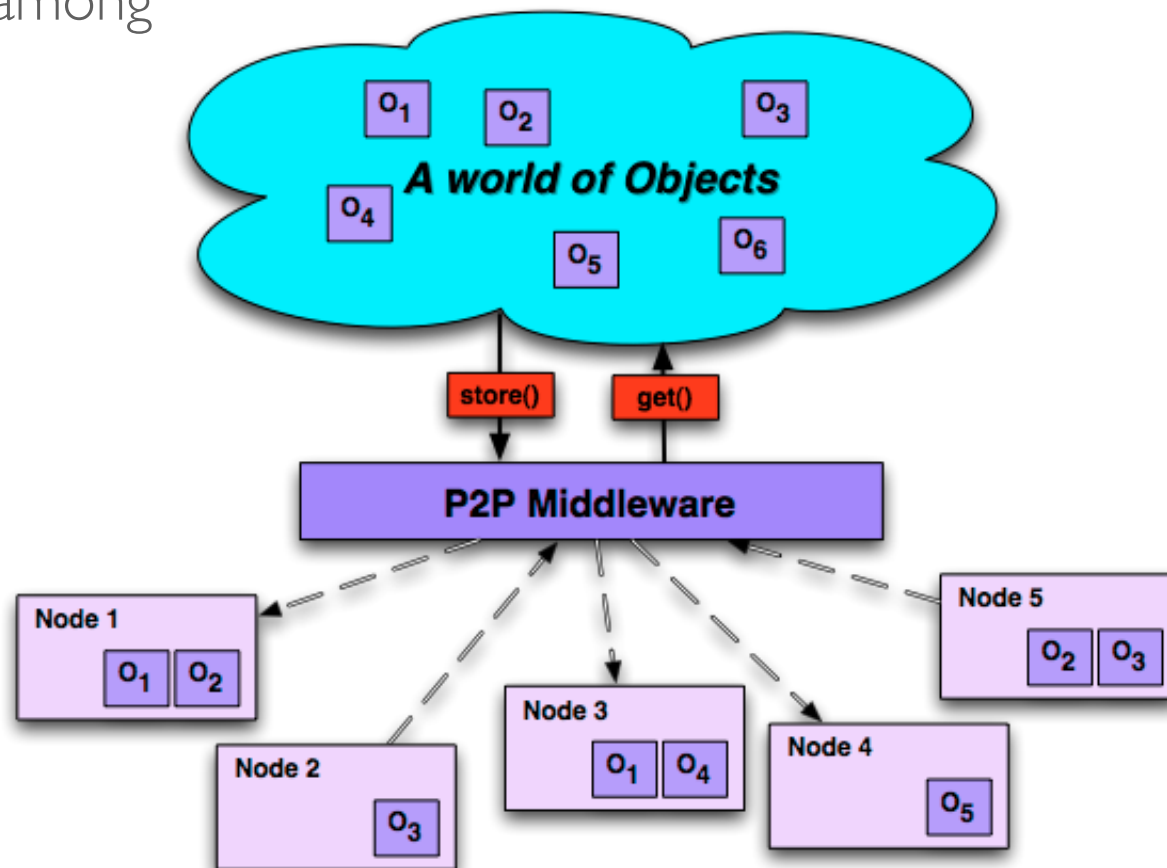 among
O1 O2 O3
A world of Objects
O4
O5 O6
store() get()
P2P Middleware
Node 1
O1 O2
Node 2
O3
Node 3
O1 O4
Node 4
O5
Node 5
O2 O3